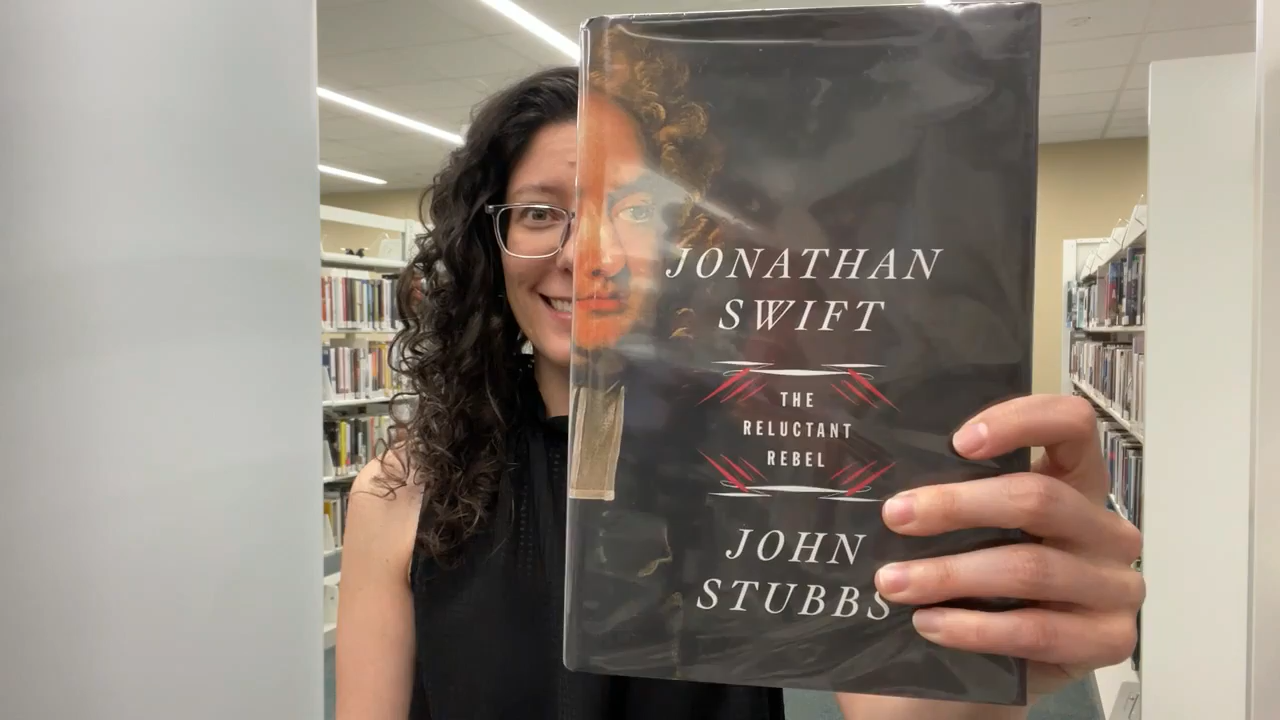 JONATHAN
SWIFT
THE
RELUCTANT
REBEL
JOHN
STUBBS